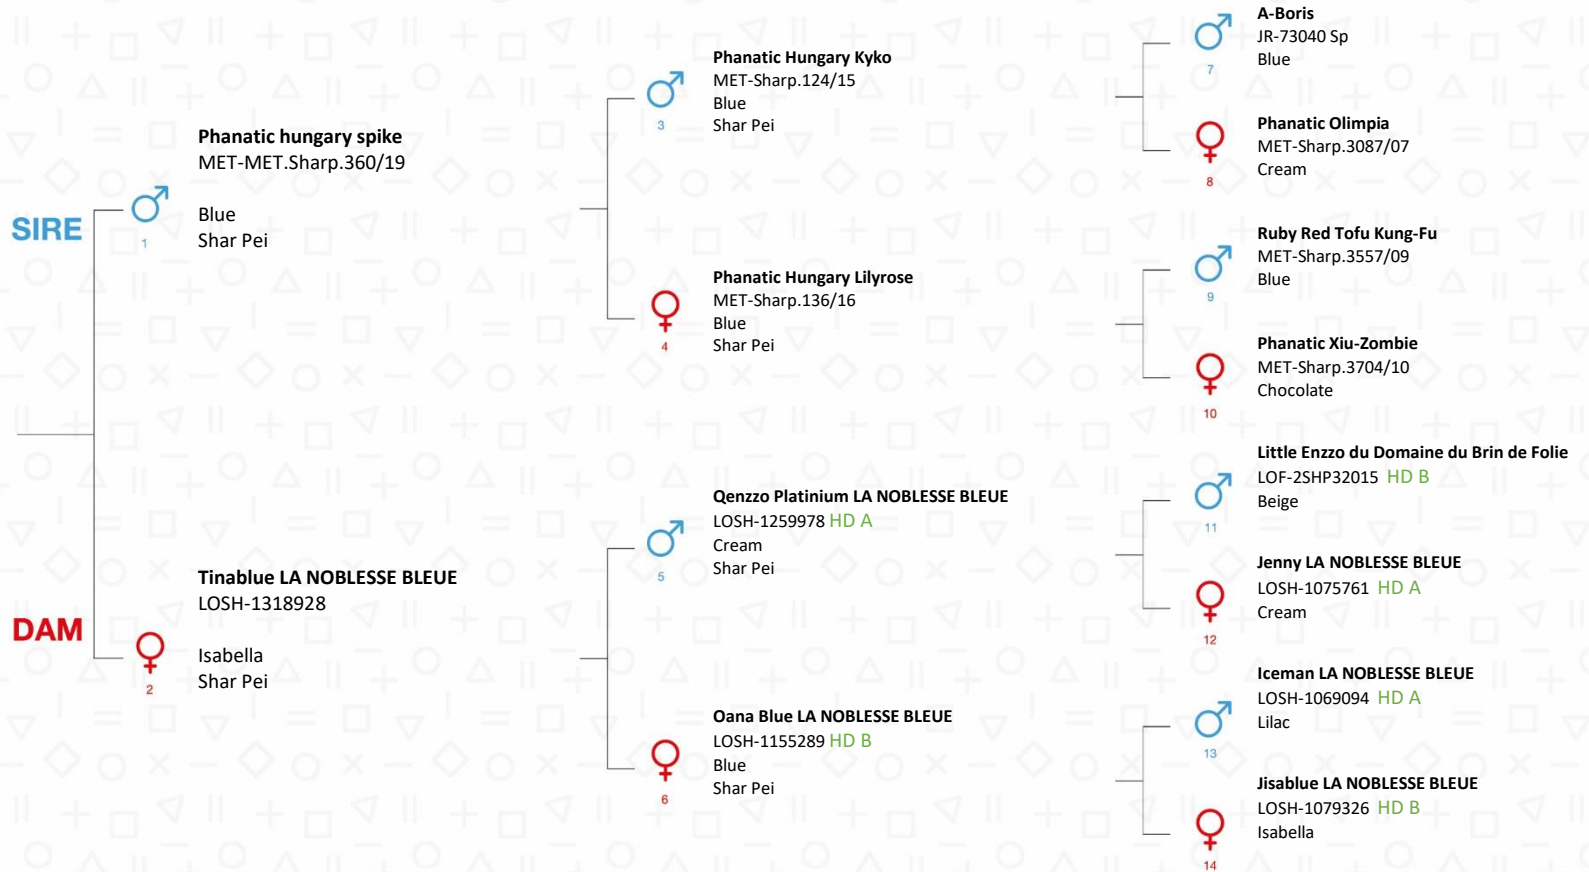 SIRE
1
Phanatic hungary spike
MET-MET.Sharp.360/19
Blue
Shar Pei
DAM
2
Tinablue LA NOBLESSE BLEUE
LOSH-1318928
Isabella
Shar Pei
3
Phanatic Hungary Kyko
MET-Sharp.124/15
Blue
Shar Pei
4
Phanatic Hungary Lilyrose
MET-Sharp.136/16
Blue
Shar Pei
5
Qenzzo Platinium LA NOBLESSE BLEUE
LOSH-1259978 HD A
Cream
Shar Pei
6
Oana Blue LA NOBLESSE BLEUE
LOSH-1155289 HD B
Blue
Shar Pei
7
A-Boris
JR-73040 Sp
Blue
8
Phanatic Olimpia
MET-Sharp.3087/07
Cream
9
Ruby Red Tofu Kung-Fu
MET-Sharp.3557/09
Blue
10
Phanatic Xiu-Zombie
MET-Sharp.3704/10
Chocolate
11
Little Enzzo du Domaine du Brin de Folie
LOF-2SHP32015 HD B
Beige
12
Jenny LA NOBLESSE BLEUE
LOSH-1075761 HD A
Cream
13
Iceman LA NOBLESSE BLEUE
LOSH-1069094 HD A
Lilac
14
Jisablue LA NOBLESSE BLEUE
LOSH-1079326 HD B
Isabella